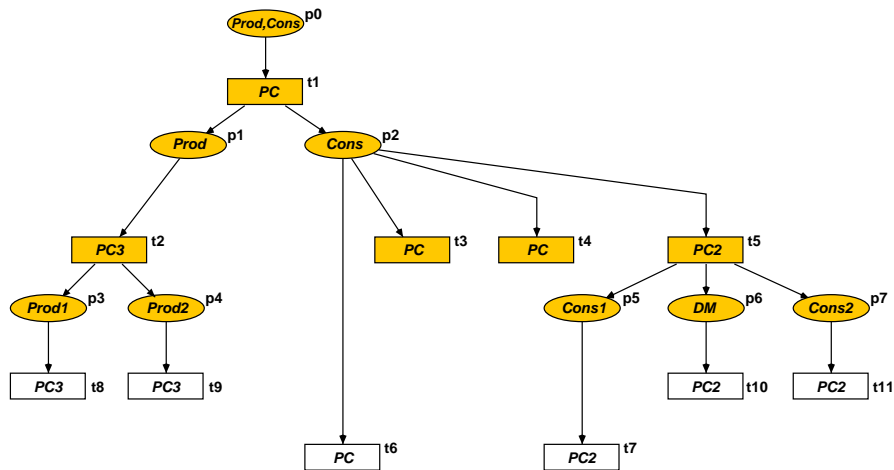 Prod,Cons p0
PC t1
Prod p1
Cons p2
PC3 t2
PC t3
PC t4
PC2 t5
Prod1 p3
Prod2 p4
Cons1 p5
DM p6
Cons2 p7
PC3 t8
PC3 t9
PC2 t10
PC2 t11
PC t6
PC2 t7